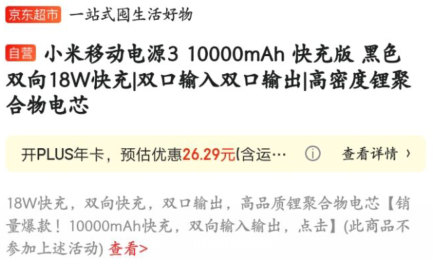 京东超市 一站式囤生活好物
自营 小米移动电源3 10000mAh 快充版 黑色
双向18W快充|双口输入双口输出|高密度锂聚
合物电芯
开PLUS年卡，预估优惠26.29元(含运… ⓘ 查看详情 ›
18W快充，双向快充，双口输出，高品质锂聚合物电芯【销
量爆款！10000mAh快充，双向输入输出，点击】(此商品不
参加上述活动) 查看>